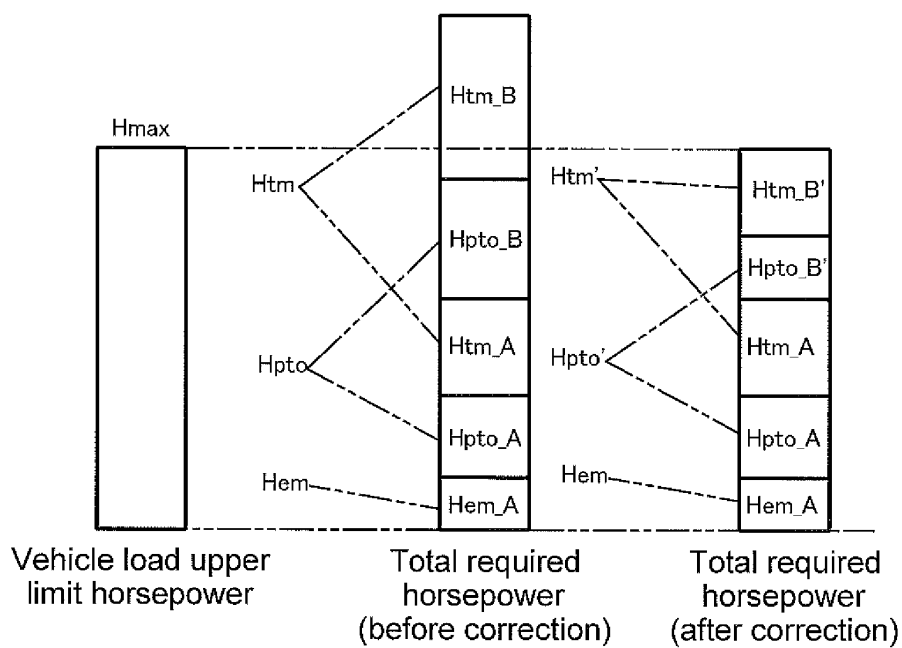 Hmax
Htm
Hpto
Hem
Htm_B
Hpto_B
Htm_A
Hpto_A
Hem_A
Htm'
Hpto'
Hem
Htm_B'
Hpto_B'
Htm_A
Hpto_A
Hem_A
Vehicle load upper
limit horsepower
Total required
horsepower
(before correction)
Total required
horsepower
(after correction)